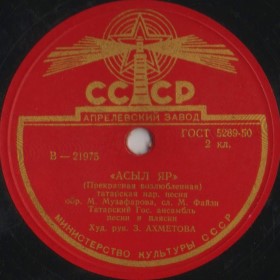 СССР
АПРЕЛЕВСКИЙ ЗАВОД
ГОСТ 5289-50
2 кл.
В — 21975
«АСЫЛ ЯР»
(Прекрасная возлюбленная)
татарская нар. песня
обр. М. Музафарова, сл. М. Файзи
Татарский Гос. ансамбль
песни и пляски
Худ. рук. З. АХМЕТОВА
МИНИСТЕРСТВО КУЛЬТУРЫ СССР